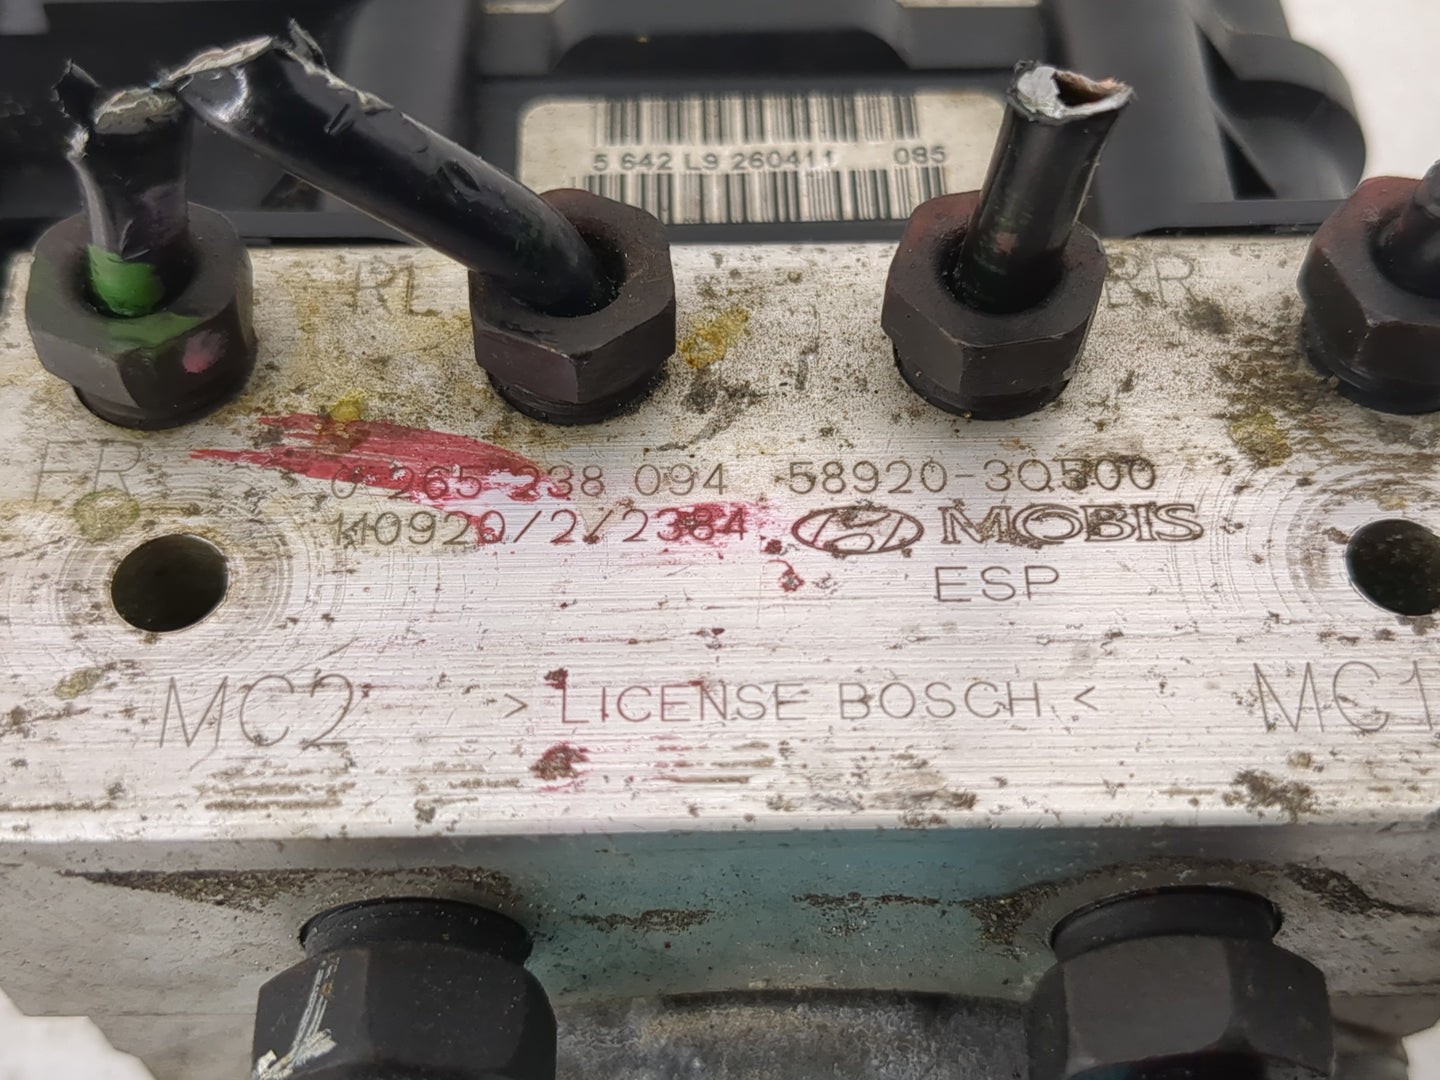 5 642 L9 260411 085
RL RR
FR
0 265 238 094 58920-3Q500
110920/2/2384 MOBIS
ESP
MC2 > LICENSE BOSCH < MC1